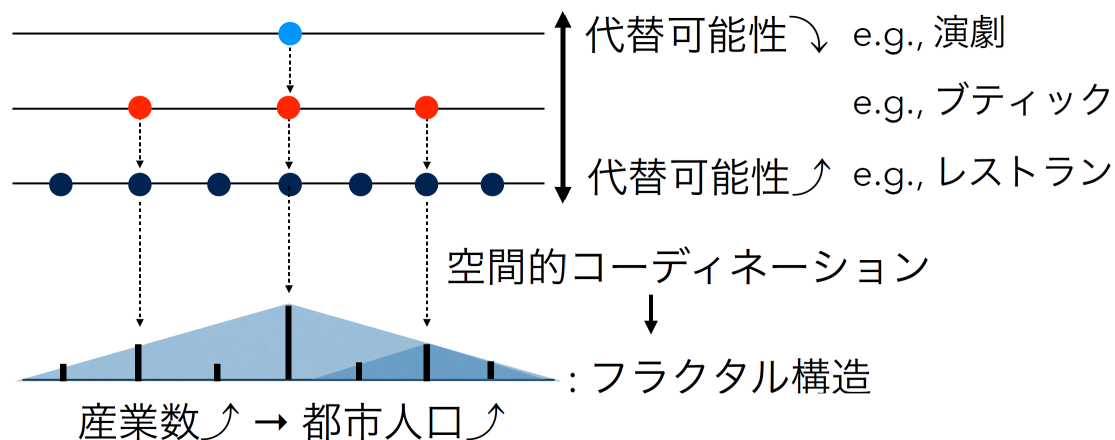 代替可能性⤵ e.g., 演劇
e.g., ブティック
代替可能性⤴ e.g., レストラン
空間的コーディネーション
: フラクタル構造
産業数⤴ → 都市人口⤴